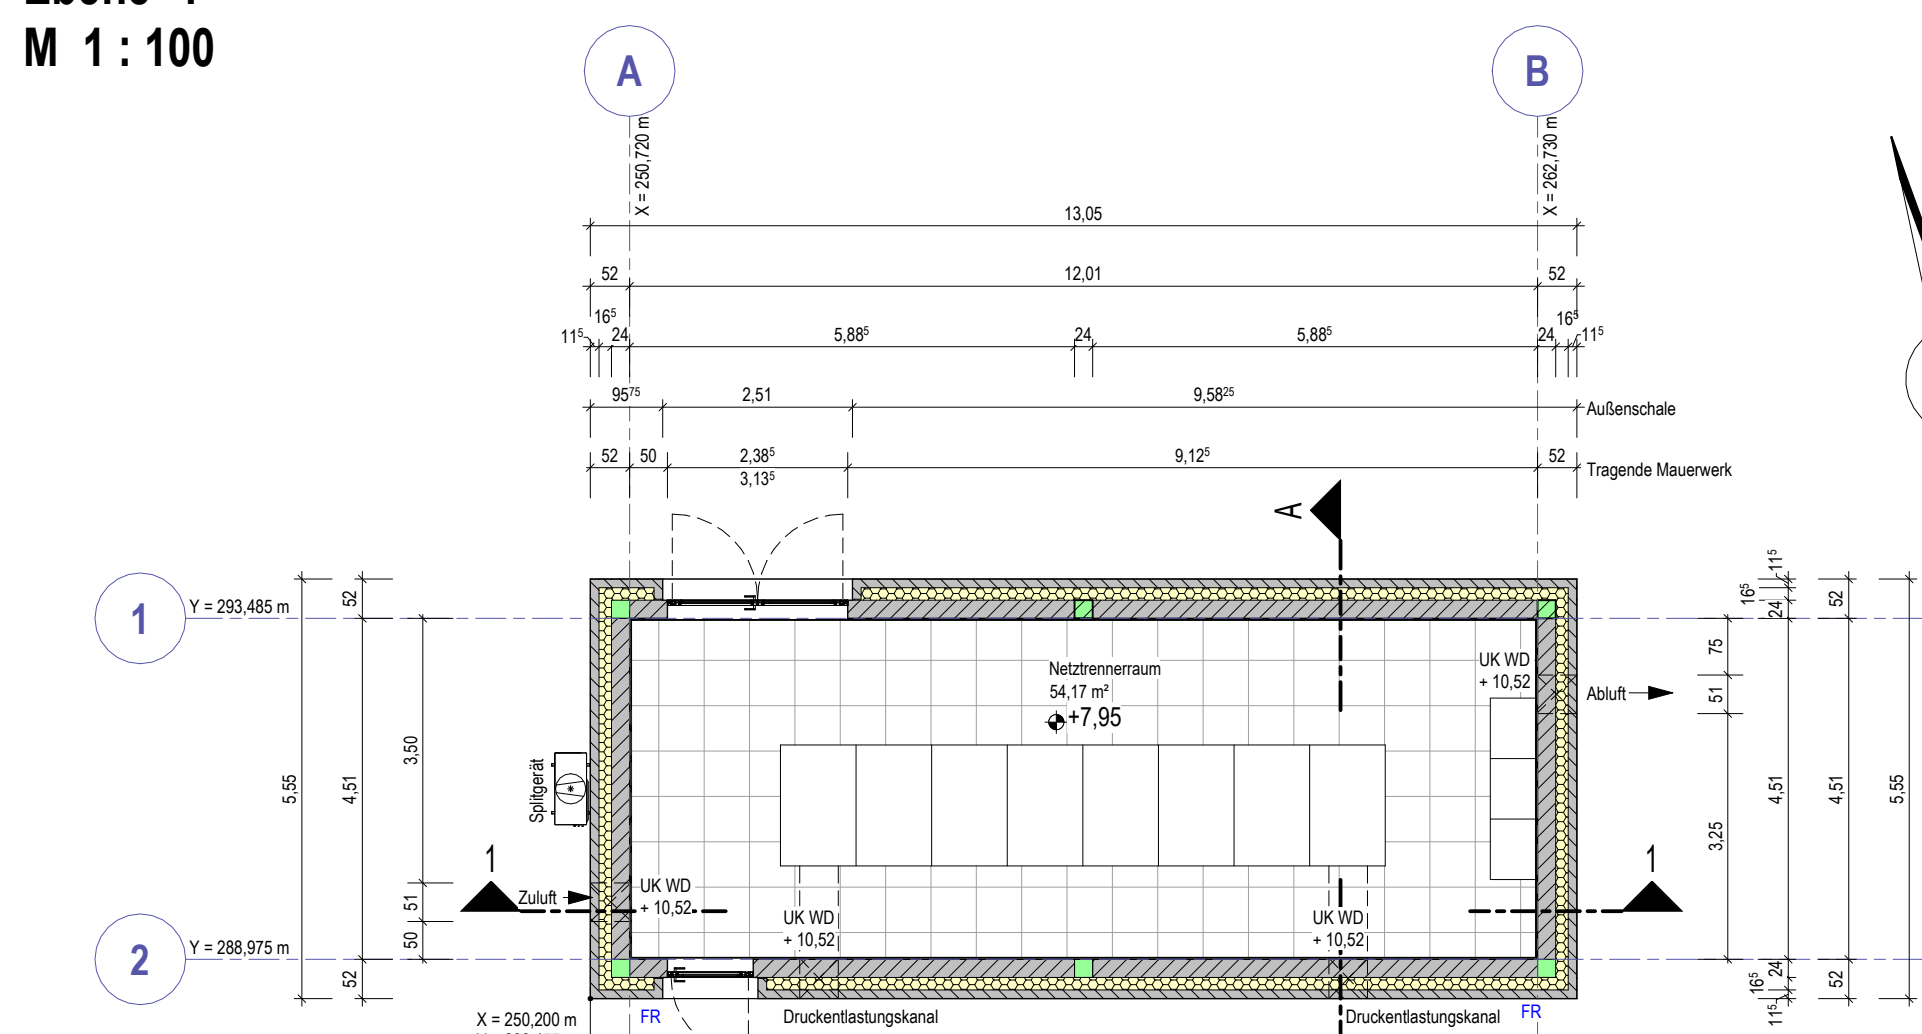 M 1 : 100
A
B
X = 250,720 m
X = 262,730 m
13,05
52
12,01
52
11⁵
16⁵
24
5,88⁵
24
5,88⁵
24
16⁵
11⁵
95⁷⁵
2,51
9,58²⁵
Außenschale
52
50
2,38⁵
3,13⁵
9,12⁵
52
Tragende Mauerwerk
A
1
Y = 293,485 m
2
Y = 288,975 m
5,55
52
4,51
52
3,50
51
50
Splitgerät
Zuluft
1
UK WD
+ 10,52
Netztrennerraum
54,17 m²
+7,95
UK WD
+ 10,52
UK WD
+ 10,52
UK WD
+ 10,52
Abluft
1
75
51
3,25
11⁵
16⁵
24
4,51
24
16⁵
11⁵
52
4,51
52
5,55
X = 250,200 m
FR
Druckentlastungskanal
Druckentlastungskanal
FR